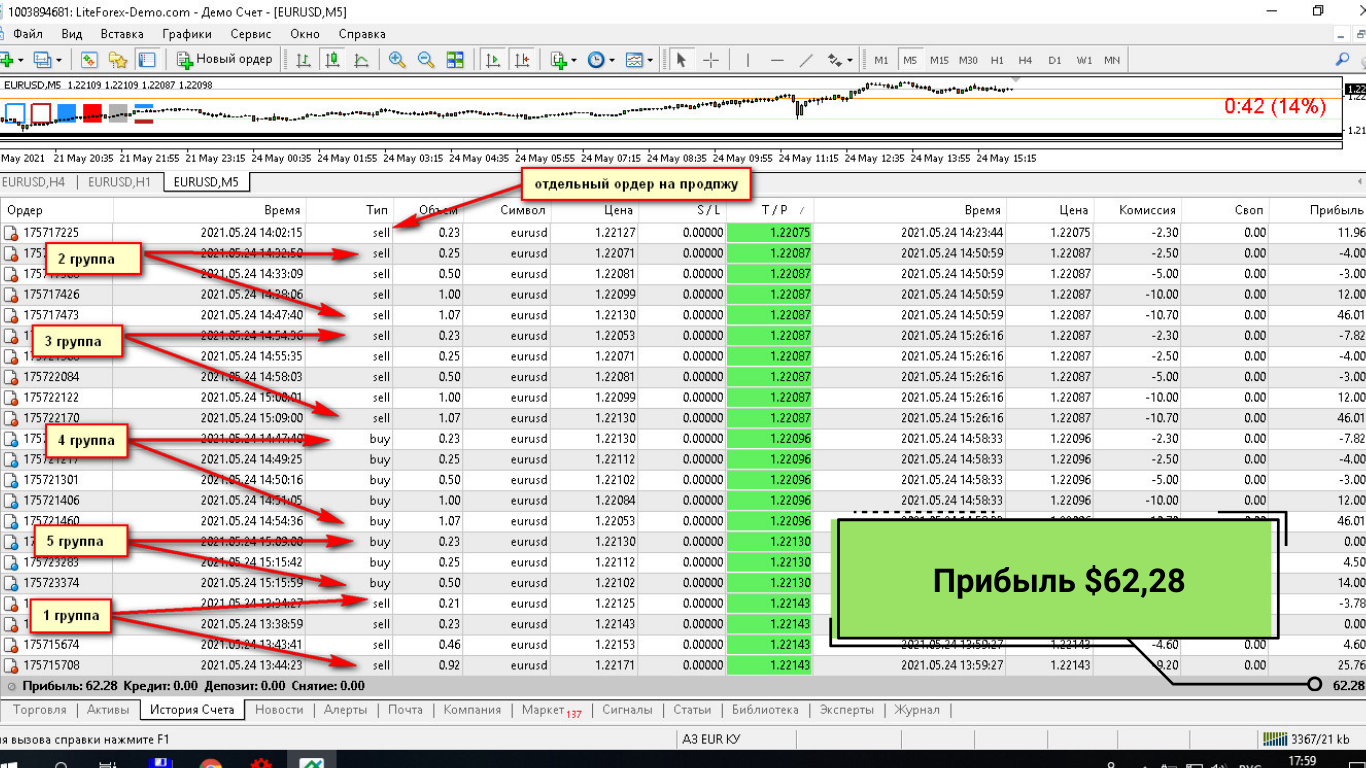 1003894681: LiteForex-Demo.com - Демо Счет - [EURUSD,M5]
Файл Вид Вставка Графики Сервис Окно Справка
Новый ордер M1 M5 M15 M30 H1 H4 D1 W1 MN
EURUSD,M5 1.22109 1.22109 1.22087 1.22098
0:42 (14%)
May 2021 21 May 20:35 21 May 21:55 21 May 23:15 24 May 00:35 24 May 01:55 24 May 03:15 24 May 04:35 24 May 05:55 24 May 07:15 24 May 08:35 24 May 09:55 24 May 11:15 24 May 12:35 24 May 13:55 24 May 15:15
EURUSD,H4 EURUSD,H1 EURUSD,M5
отдельный ордер на продпжу
Ордер Время Тип Объем Символ Цена S / L T / P Время Цена Комиссия Своп Прибыль
175717225 2021.05.24 14:02:15 sell 0.23 eurusd 1.22127 0.00000 1.22075 2021.05.24 14:23:44 1.22075 -2.30 0.00 11.96
2 группа 2021.05.24 14:32:50 sell 0.25 eurusd 1.22071 0.00000 1.22087 2021.05.24 14:50:59 1.22087 -2.50 0.00 -4.00
2021.05.24 14:33:09 sell 0.50 eurusd 1.22081 0.00000 1.22087 2021.05.24 14:50:59 1.22087 -5.00 0.00 -3.00
175717426 2021.05.24 14:38:06 sell 1.00 eurusd 1.22099 0.00000 1.22087 2021.05.24 14:50:59 1.22087 -10.00 0.00 12.00
175717473 2021.05.24 14:47:40 sell 1.07 eurusd 1.22130 0.00000 1.22087 2021.05.24 14:50:59 1.22087 -10.70 0.00 46.01
3 группа 2021.05.24 14:54:36 sell 0.23 eurusd 1.22053 0.00000 1.22087 2021.05.24 15:26:16 1.22087 -2.30 0.00 -7.82
2021.05.24 14:55:35 sell 0.25 eurusd 1.22071 0.00000 1.22087 2021.05.24 15:26:16 1.22087 -2.50 0.00 -4.00
175722084 2021.05.24 14:58:03 sell 0.50 eurusd 1.22081 0.00000 1.22087 2021.05.24 15:26:16 1.22087 -5.00 0.00 -3.00
175722122 2021.05.24 15:00:01 sell 1.00 eurusd 1.22099 0.00000 1.22087 2021.05.24 15:26:16 1.22087 -10.00 0.00 12.00
175722170 2021.05.24 15:09:00 sell 1.07 eurusd 1.22130 0.00000 1.22087 2021.05.24 15:26:16 1.22087 -10.70 0.00 46.01
4 группа 2021.05.24 14:47:40 buy 0.23 eurusd 1.22130 0.00000 1.22096 2021.05.24 14:58:33 1.22096 -2.30 0.00 -7.82
2021.05.24 14:49:25 buy 0.25 eurusd 1.22112 0.00000 1.22096 2021.05.24 14:58:33 1.22096 -2.50 0.00 -4.00
175721301 2021.05.24 14:50:16 buy 0.50 eurusd 1.22102 0.00000 1.22096 2021.05.24 14:58:33 1.22096 -5.00 0.00 -3.00
175721406 2021.05.24 14:51:05 buy 1.00 eurusd 1.22084 0.00000 1.22096 2021.05.24 14:58:33 1.22096 -10.00 0.00 12.00
175721460 2021.05.24 14:54:36 buy 1.07 eurusd 1.22053 0.00000 1.22096 46.01
5 группа 2021.05.24 15:09:00 buy 0.23 eurusd 1.22130 0.00000 1.22130 0.00
175723283 2021.05.24 15:15:42 buy 0.25 eurusd 1.22112 0.00000 1.22130 4.50
175723374 2021.05.24 15:15:59 buy 0.50 eurusd 1.22102 0.00000 1.22130 14.00
Прибыль $62,28
1 группа 2021.05.24 13:34:27 sell 0.21 eurusd 1.22125 0.00000 1.22143 -3.78
2021.05.24 13:38:59 sell 0.23 eurusd 1.22143 0.00000 1.22143 0.00
175715674 2021.05.24 13:43:41 sell 0.46 eurusd 1.22153 0.00000 1.22143 2021.05.24 13:59:27 1.22143 -4.60 0.00 4.60
175715708 2021.05.24 13:44:23 sell 0.92 eurusd 1.22171 0.00000 1.22143 2021.05.24 13:59:27 1.22143 -9.20 0.00 25.76
Прибыль: 62.28 Кредит: 0.00 Депозит: 0.00 Снятие: 0.00 62.28
Торговля Активы История Счета Новости Алерты Почта Компания Маркет 137 Сигналы Статьи Библиотека Эксперты Журнал
я вызова справки нажмите F1 АЗ EUR КУ 3367/21 kb
17:59